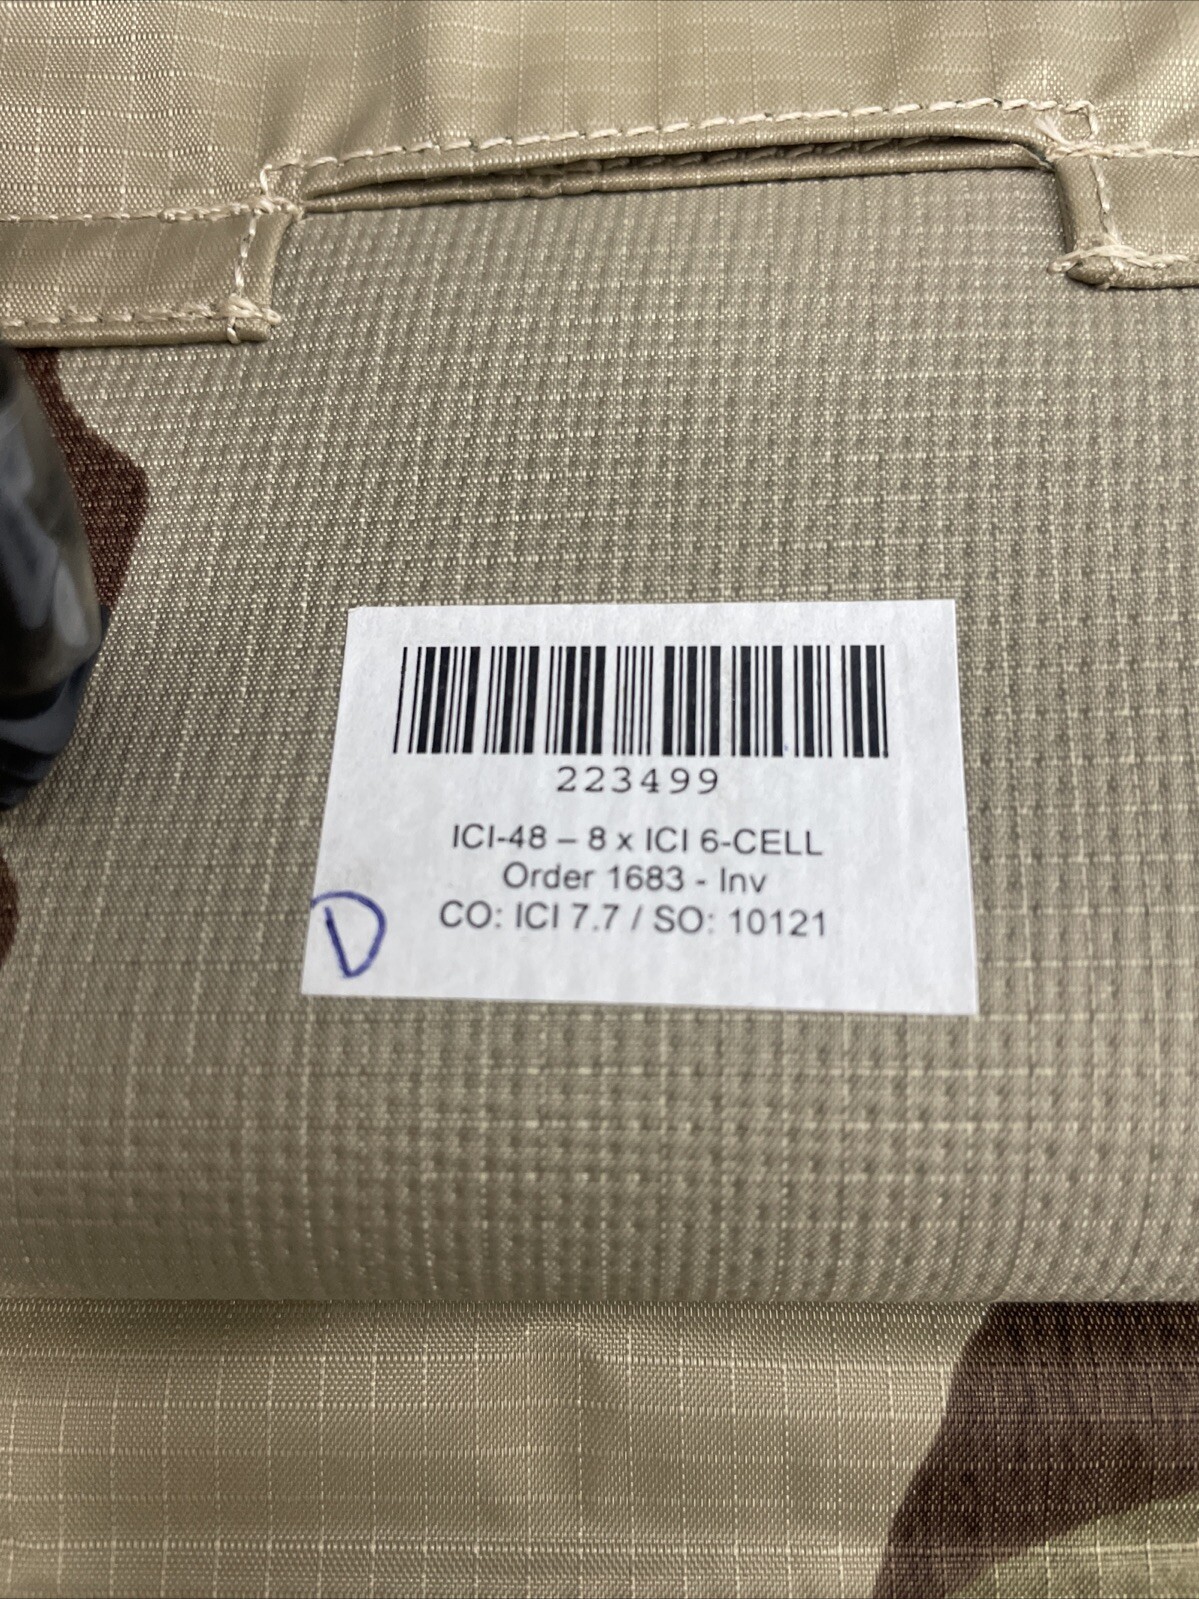 223499
ICI-48 – 8 x ICI 6-CELL
Order 1683 - Inv
CO: ICI 7.7 / SO: 10121
D